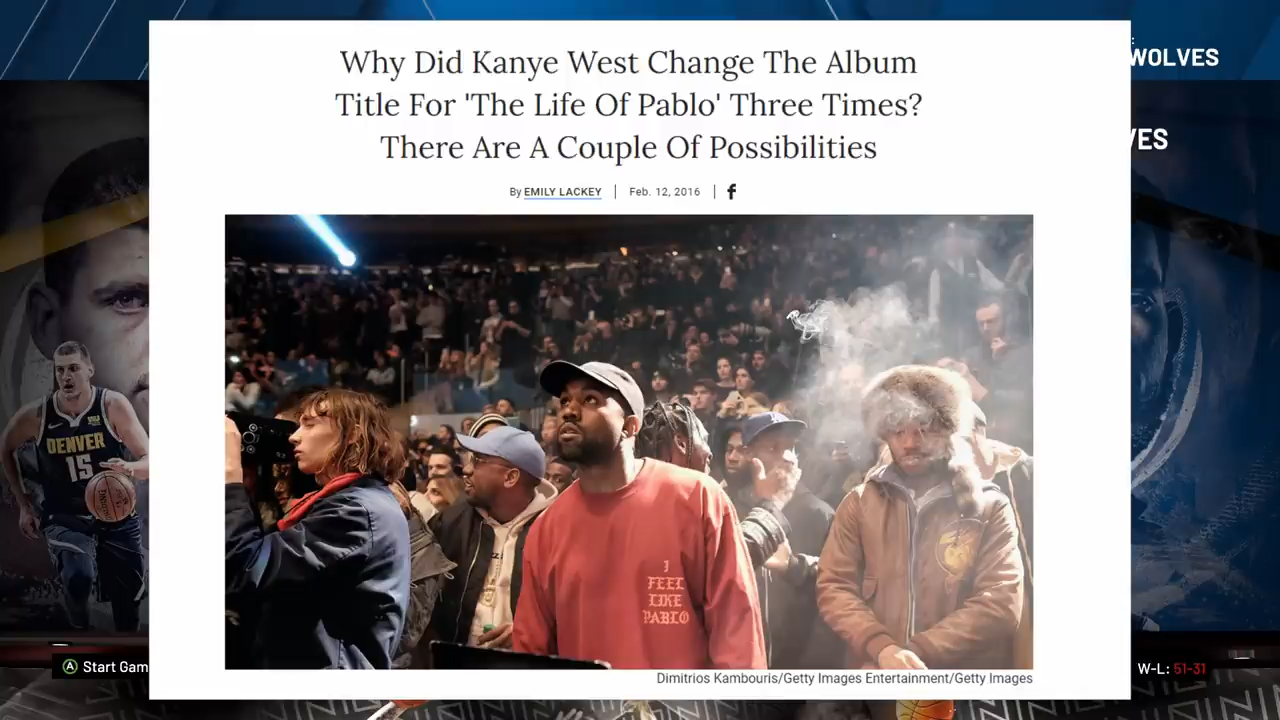 Why Did Kanye West Change The Album
Title For 'The Life Of Pablo' Three Times?
There Are A Couple Of Possibilities
By EMILY LACKEY | Feb. 12, 2016 | f
WOLVES
VES
DENVER
15
I
FEEL
LIKE
PABLO
A Start Gam
W-L: 51-31
Dimitrios Kambouris/Getty Images Entertainment/Getty Images